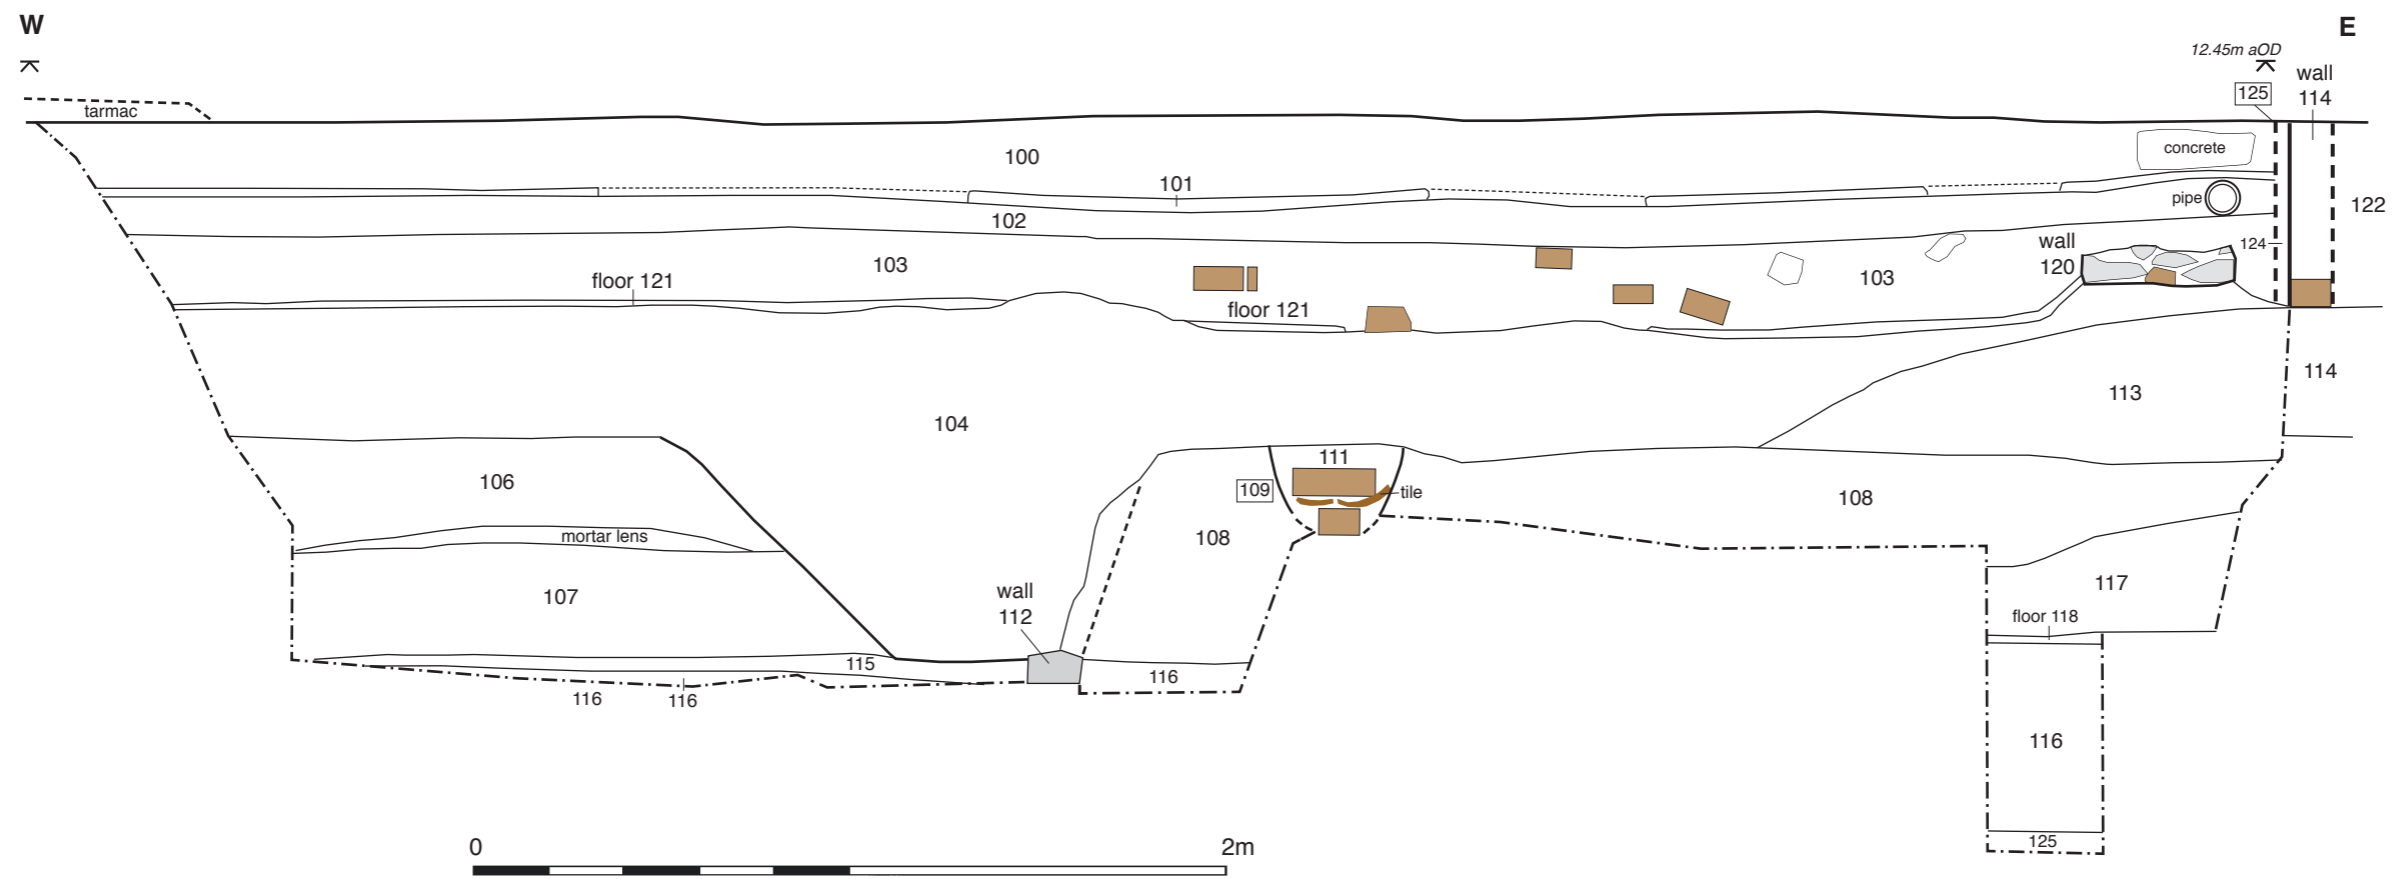 W
E
12.45m aOD
wall
114
125
tarmac
concrete
100
101
pipe
122
102
wall
120
124
103
floor 121
103
floor 121
114
113
104
111
106
109
tile
108
108
mortar lens
107
117
wall
112
floor 118
115
116
116
116
116
125
0
2m